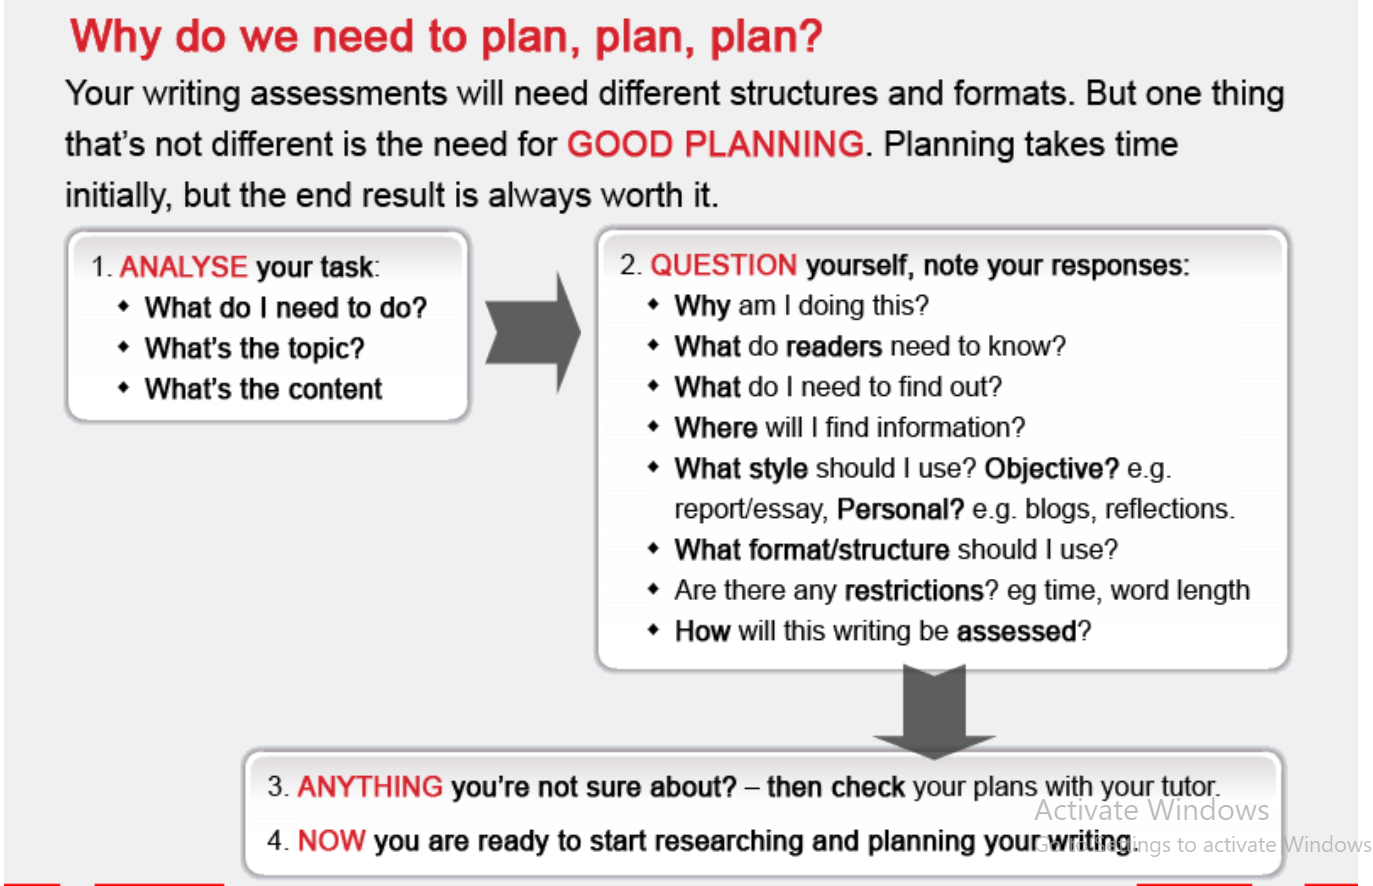 Why do we need to plan, plan, plan?
Your writing assessments will need different structures and formats. But one thing
that's not different is the need for GOOD PLANNING. Planning takes time
initially, but the end result is always worth it.
1. ANALYSE your task:
◆ What do I need to do?
◆ What's the topic?
◆ What's the content
2. QUESTION yourself, note your responses:
◆ Why am I doing this?
◆ What do readers need to know?
◆ What do I need to find out?
◆ Where will I find information?
◆ What style should I use? Objective? e.g.
report/essay, Personal? e.g. blogs, reflections.
◆ What format/structure should I use?
◆ Are there any restrictions? eg time, word length
◆ How will this writing be assessed?
3. ANYTHING you're not sure about? – then check your plans with your tutor.
4. NOW you are ready to start researching and planning your writing.
Activate Windows
Go to Settings to activate Windows